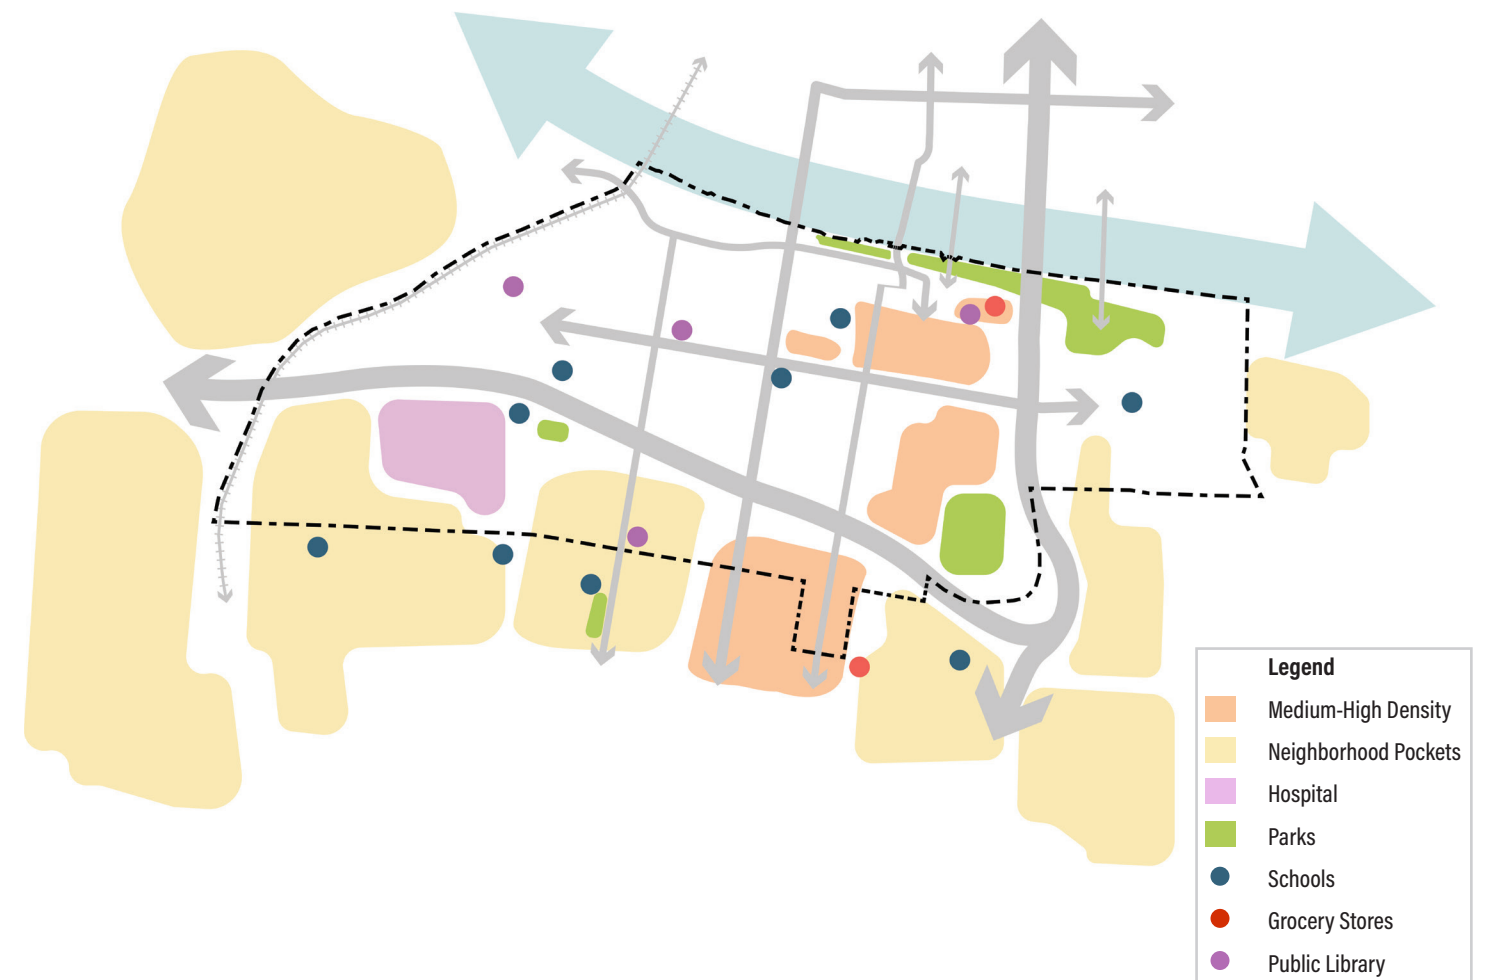 Legend
Medium-High Density
Neighborhood Pockets
Hospital
Parks
Schools
Grocery Stores
Public Library